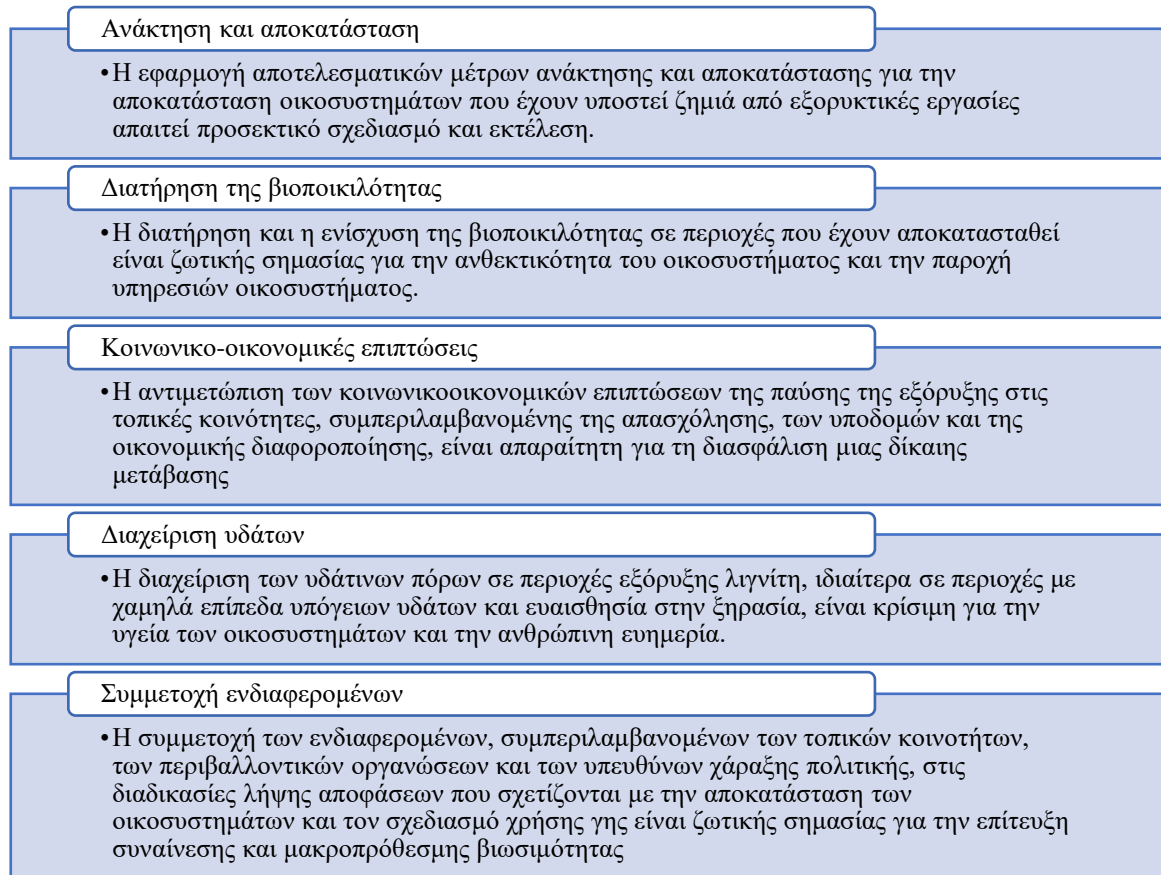 Ανάκτηση και αποκατάσταση
•Η εφαρμογή αποτελεσματικών μέτρων ανάκτησης και αποκατάστασης για την
αποκατάσταση οικοσυστημάτων που έχουν υποστεί ζημιά από εξορυκτικές εργασίες
απαιτεί προσεκτικό σχεδιασμό και εκτέλεση.
Διατήρηση της βιοποικιλότητας
•Η διατήρηση και η ενίσχυση της βιοποικιλότητας σε περιοχές που έχουν αποκατασταθεί
είναι ζωτικής σημασίας για την ανθεκτικότητα του οικοσυστήματος και την παροχή
υπηρεσιών οικοσυστήματος.
Κοινωνικο-οικονομικές επιπτώσεις
•Η αντιμετώπιση των κοινωνικοοικονομικών επιπτώσεων της παύσης της εξόρυξης στις
τοπικές κοινότητες, συμπεριλαμβανομένης της απασχόλησης, των υποδομών και της
οικονομικής διαφοροποίησης, είναι απαραίτητη για τη διασφάλιση μιας δίκαιης
μετάβασης
Διαχείριση υδάτων
•Η διαχείριση των υδάτινων πόρων σε περιοχές εξόρυξης λιγνίτη, ιδιαίτερα σε περιοχές με
χαμηλά επίπεδα υπόγειων υδάτων και ευαισθησία στην ξηρασία, είναι κρίσιμη για την
υγεία των οικοσυστημάτων και την ανθρώπινη ευημερία.
Συμμετοχή ενδιαφερομένων
•Η συμμετοχή των ενδιαφερομένων, συμπεριλαμβανομένων των τοπικών κοινοτήτων,
των περιβαλλοντικών οργανώσεων και των υπευθύνων χάραξης πολιτικής, στις
διαδικασίες λήψης αποφάσεων που σχετίζονται με την αποκατάσταση των
οικοσυστημάτων και τον σχεδιασμό χρήσης γης είναι ζωτικής σημασίας για την επίτευξη
συναίνεσης και μακροπρόθεσμης βιωσιμότητας